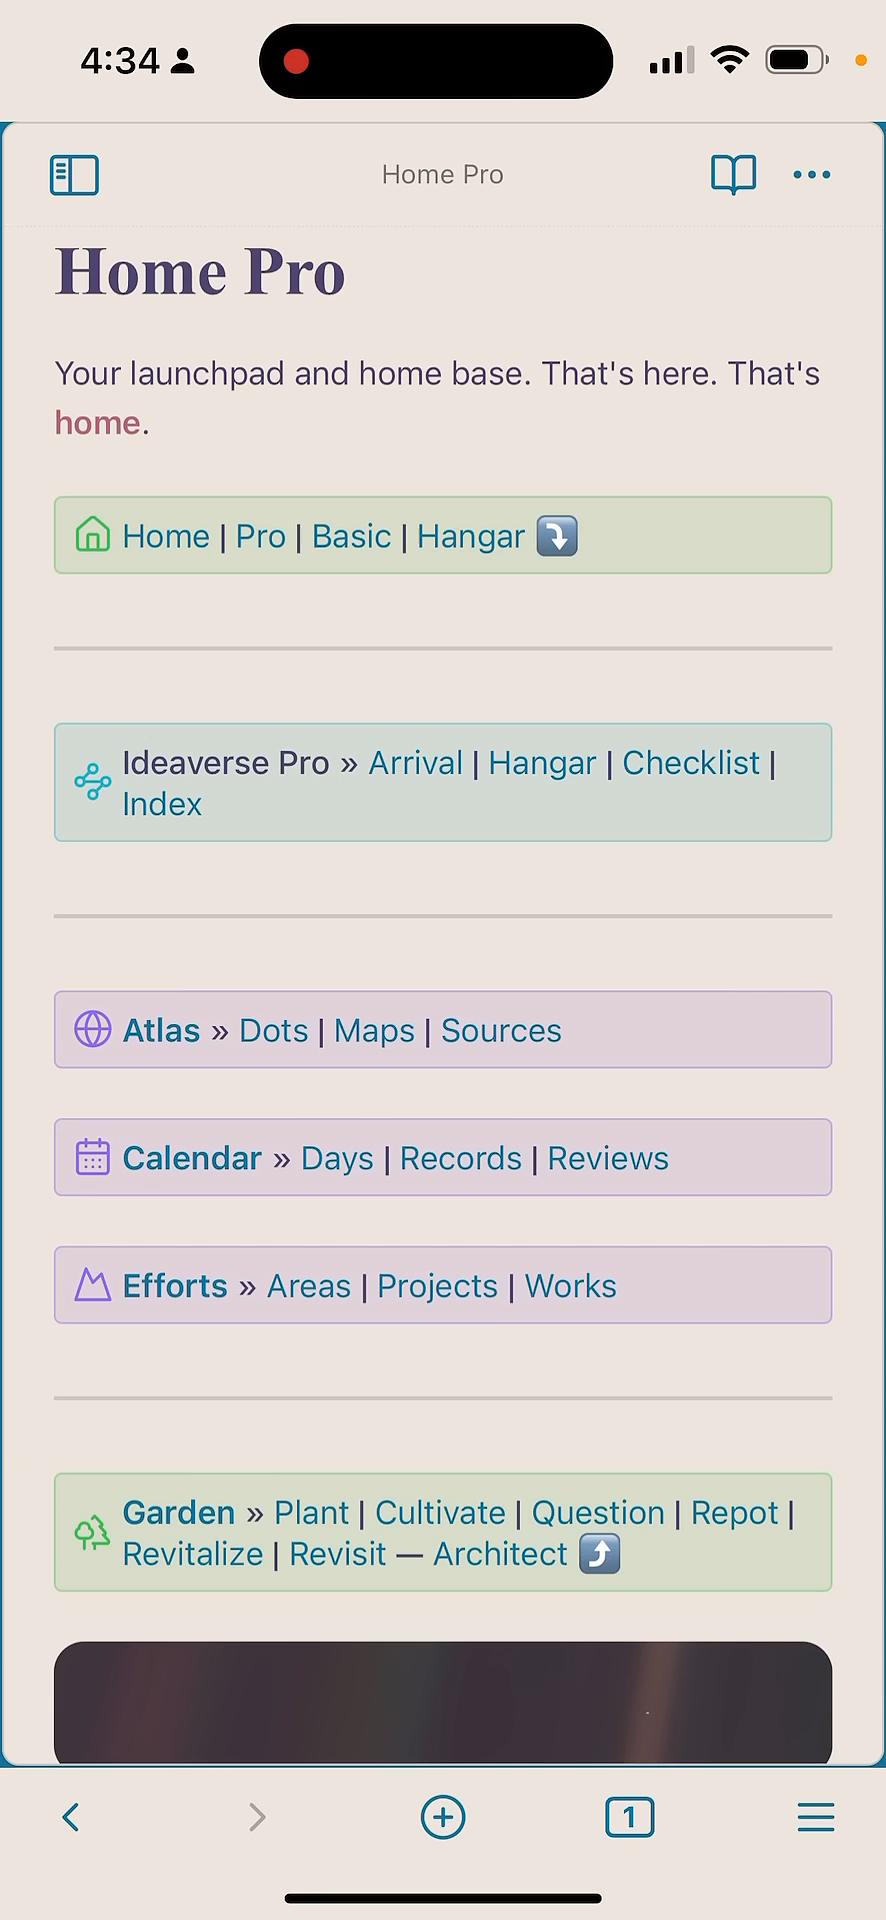 4:34
Home Pro
Home Pro
Your launchpad and home base. That's here. That's
home.
Home | Pro | Basic | Hangar ⤵️
Ideaverse Pro » Arrival | Hangar | Checklist |
Index
Atlas » Dots | Maps | Sources
Calendar » Days | Records | Reviews
Efforts » Areas | Projects | Works
Garden » Plant | Cultivate | Question | Repot |
Revitalize | Revisit — Architect ⤴️
1